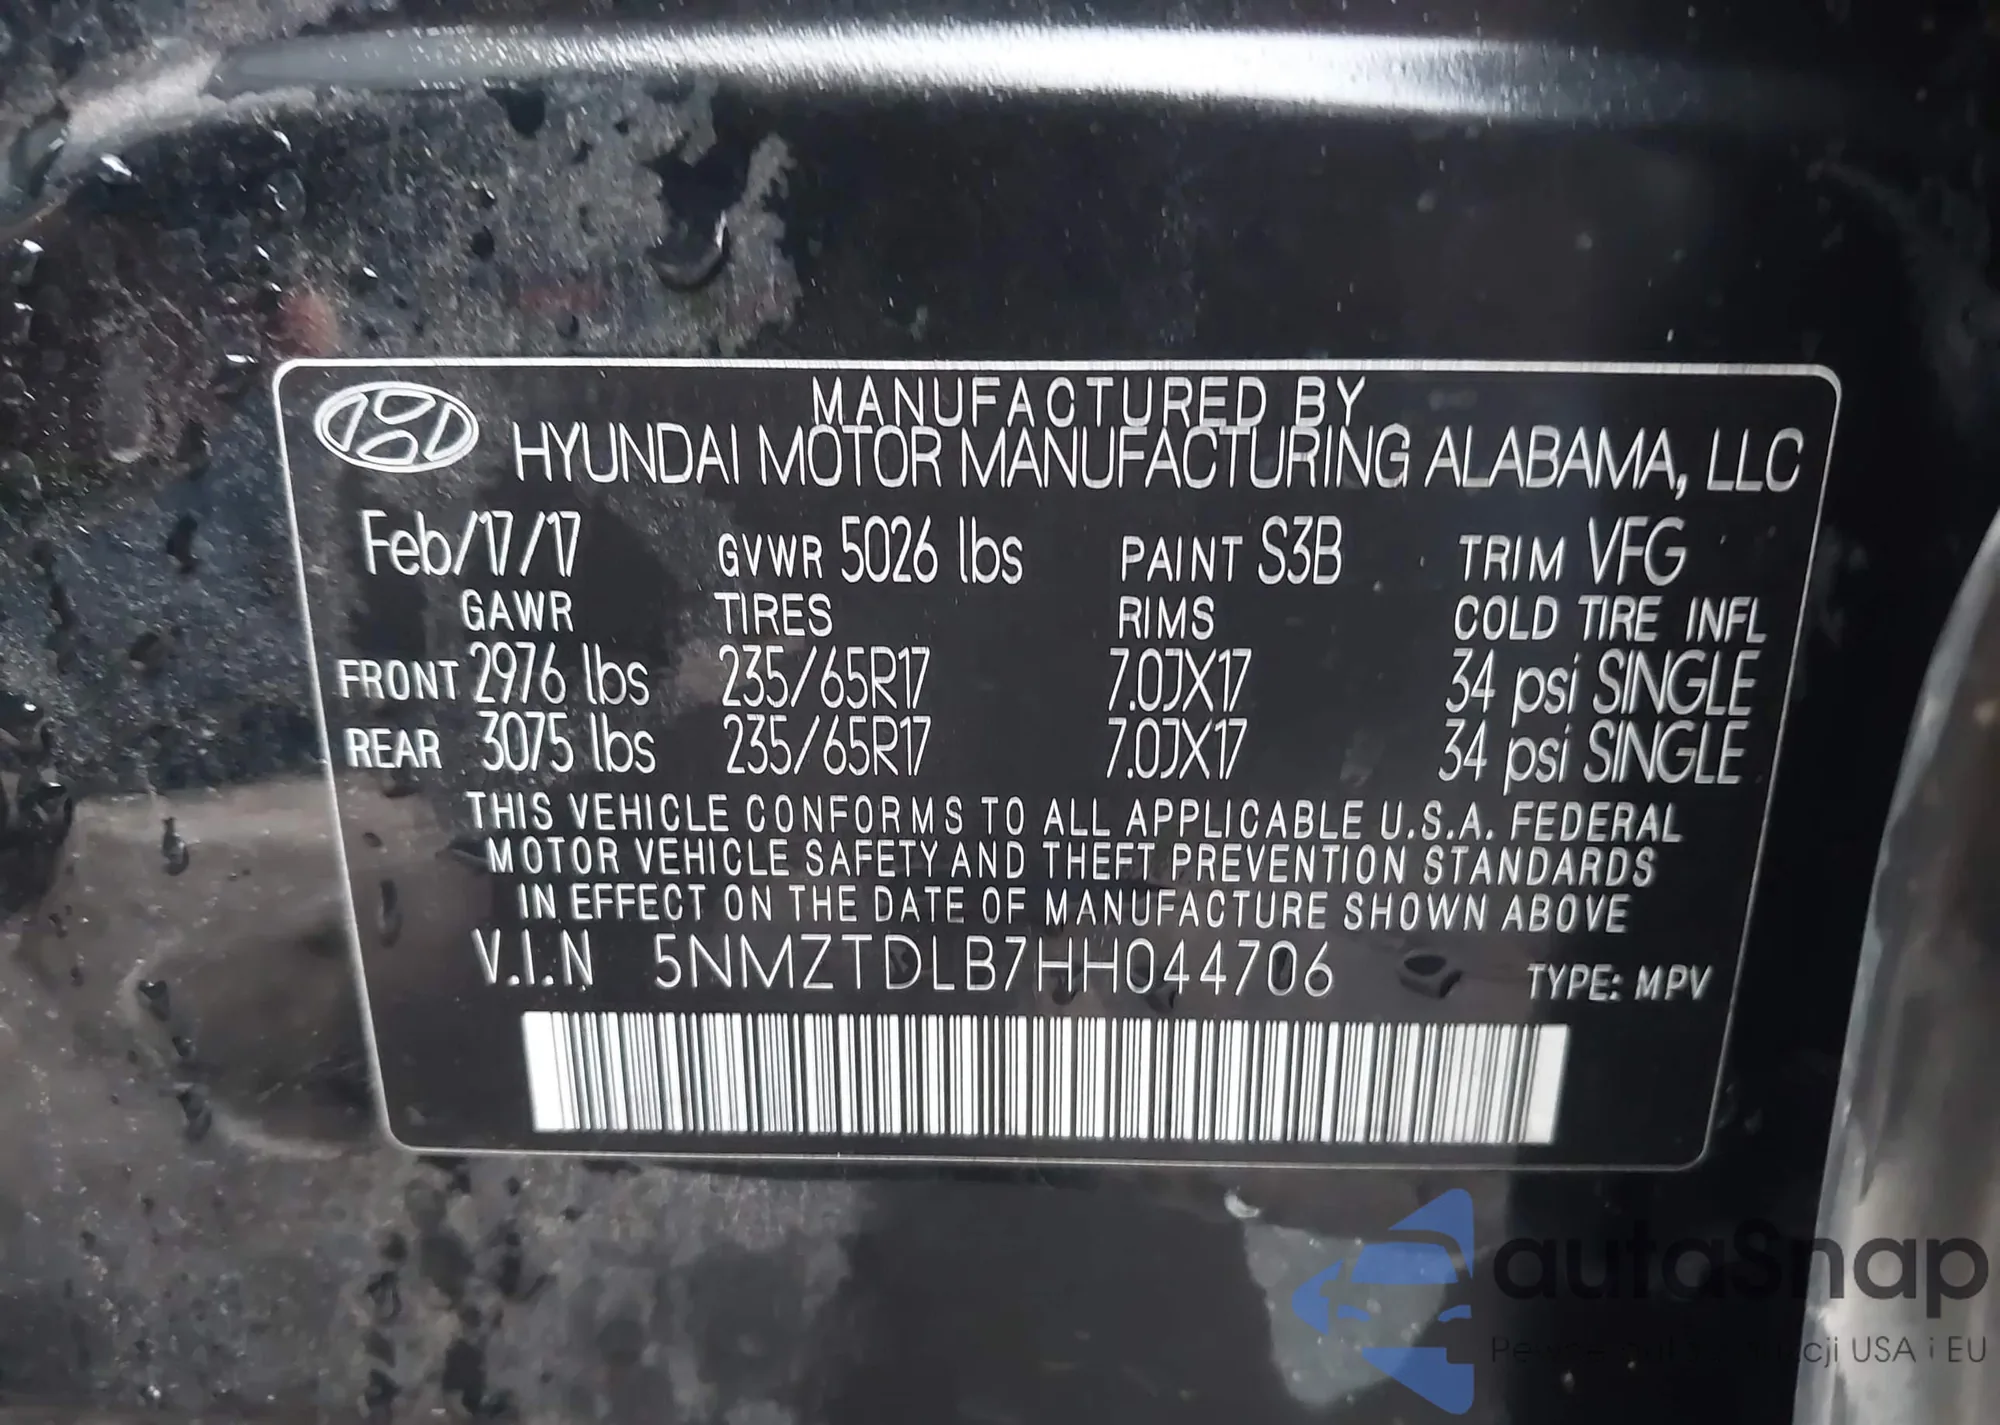 MANUFACTURED BY
HYUNDAI MOTOR MANUFACTURING ALABAMA, LLC
Feb/17/17 GVWR 5026 lbs PAINT S3B TRIM VFG
GAWR TIRES RIMS COLD TIRE INFL
FRONT 2976 lbs 235/65R17 7.0JX17 34 psi SINGLE
REAR 3075 lbs 235/65R17 7.0JX17 34 psi SINGLE
THIS VEHICLE CONFORMS TO ALL APPLICABLE U.S.A. FEDERAL
MOTOR VEHICLE SAFETY AND THEFT PREVENTION STANDARDS
IN EFFECT ON THE DATE OF MANUFACTURE SHOWN ABOVE
V.I.N 5NMZTDLB7HH044706 TYPE: MPV
autaSnap
USA i EU